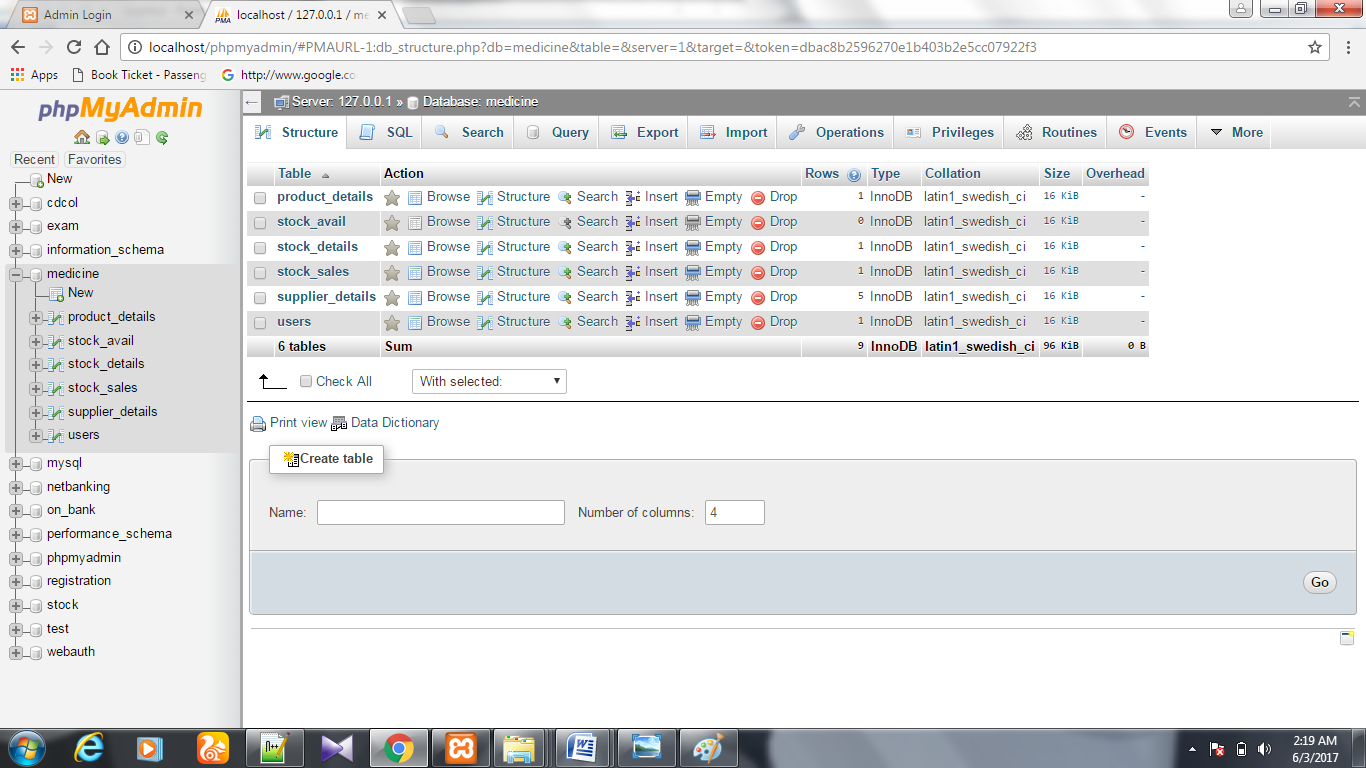 Admin Login
localhost / 127.0.0.1 / me
localhost/phpmyadmin/#PMAURL-1:db_structure.php?db=medicine&table=&server=1&target=&token=dbac8b2596270e1b403b2e5cc07922f3
Apps Book Ticket - Passeng http://www.google.co
phpMyAdmin
Recent Favorites
New
cdcol
exam
information_schema
medicine
New
product_details
stock_avail
stock_details
stock_sales
supplier_details
users
mysql
netbanking
on_bank
performance_schema
phpmyadmin
registration
stock
test
webauth
Server: 127.0.0.1 » Database: medicine
Structure SQL Search Query Export Import Operations Privileges Routines Events More
Table Action Rows Type Collation Size Overhead
product_details Browse Structure Search Insert Empty Drop 1 InnoDB latin1_swedish_ci 16 KiB -
stock_avail Browse Structure Search Insert Empty Drop 0 InnoDB latin1_swedish_ci 16 KiB -
stock_details Browse Structure Search Insert Empty Drop 1 InnoDB latin1_swedish_ci 16 KiB -
stock_sales Browse Structure Search Insert Empty Drop 1 InnoDB latin1_swedish_ci 16 KiB -
supplier_details Browse Structure Search Insert Empty Drop 5 InnoDB latin1_swedish_ci 16 KiB -
users Browse Structure Search Insert Empty Drop 1 InnoDB latin1_swedish_ci 16 KiB -
6 tables Sum 9 InnoDB latin1_swedish_ci 96 KiB 0 B
Check All With selected:
Print view Data Dictionary
Create table
Name: Number of columns: 4
Go
2:19 AM
6/3/2017